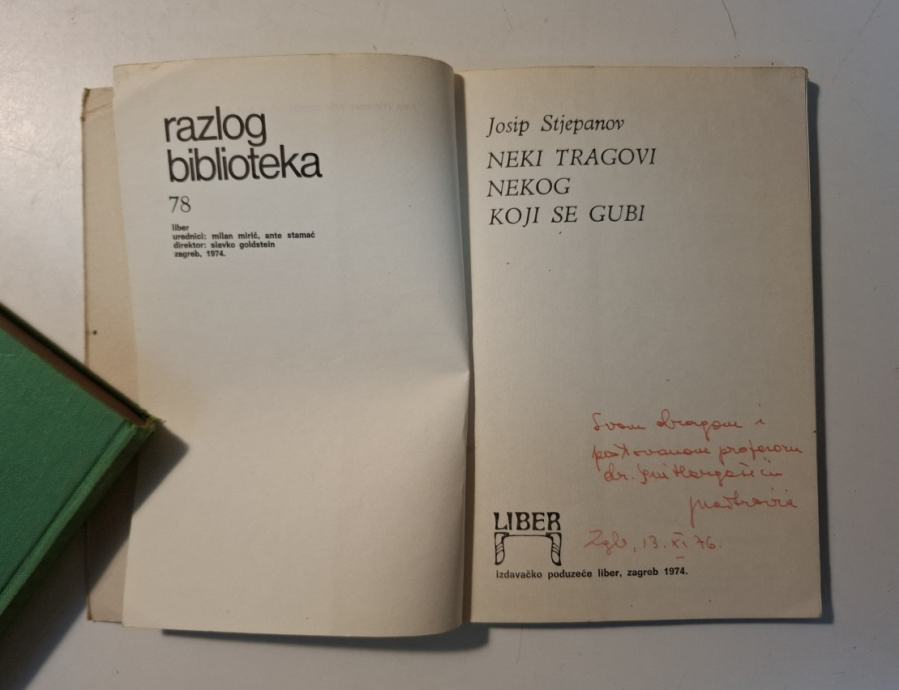 razlog
biblioteka
78
liber
urednici: milan mirić, ante stamać
direktor: slavko goldstein
zagreb, 1974.
Josip Stjepanov
NEKI TRAGOVI
NEKOG
KOJI SE GUBI
Svom dragom i
poštovanom profesoru
dr.
Zgb, 13. XI 76.
LIBER
izdavačko poduzeće liber, zagreb 1974.